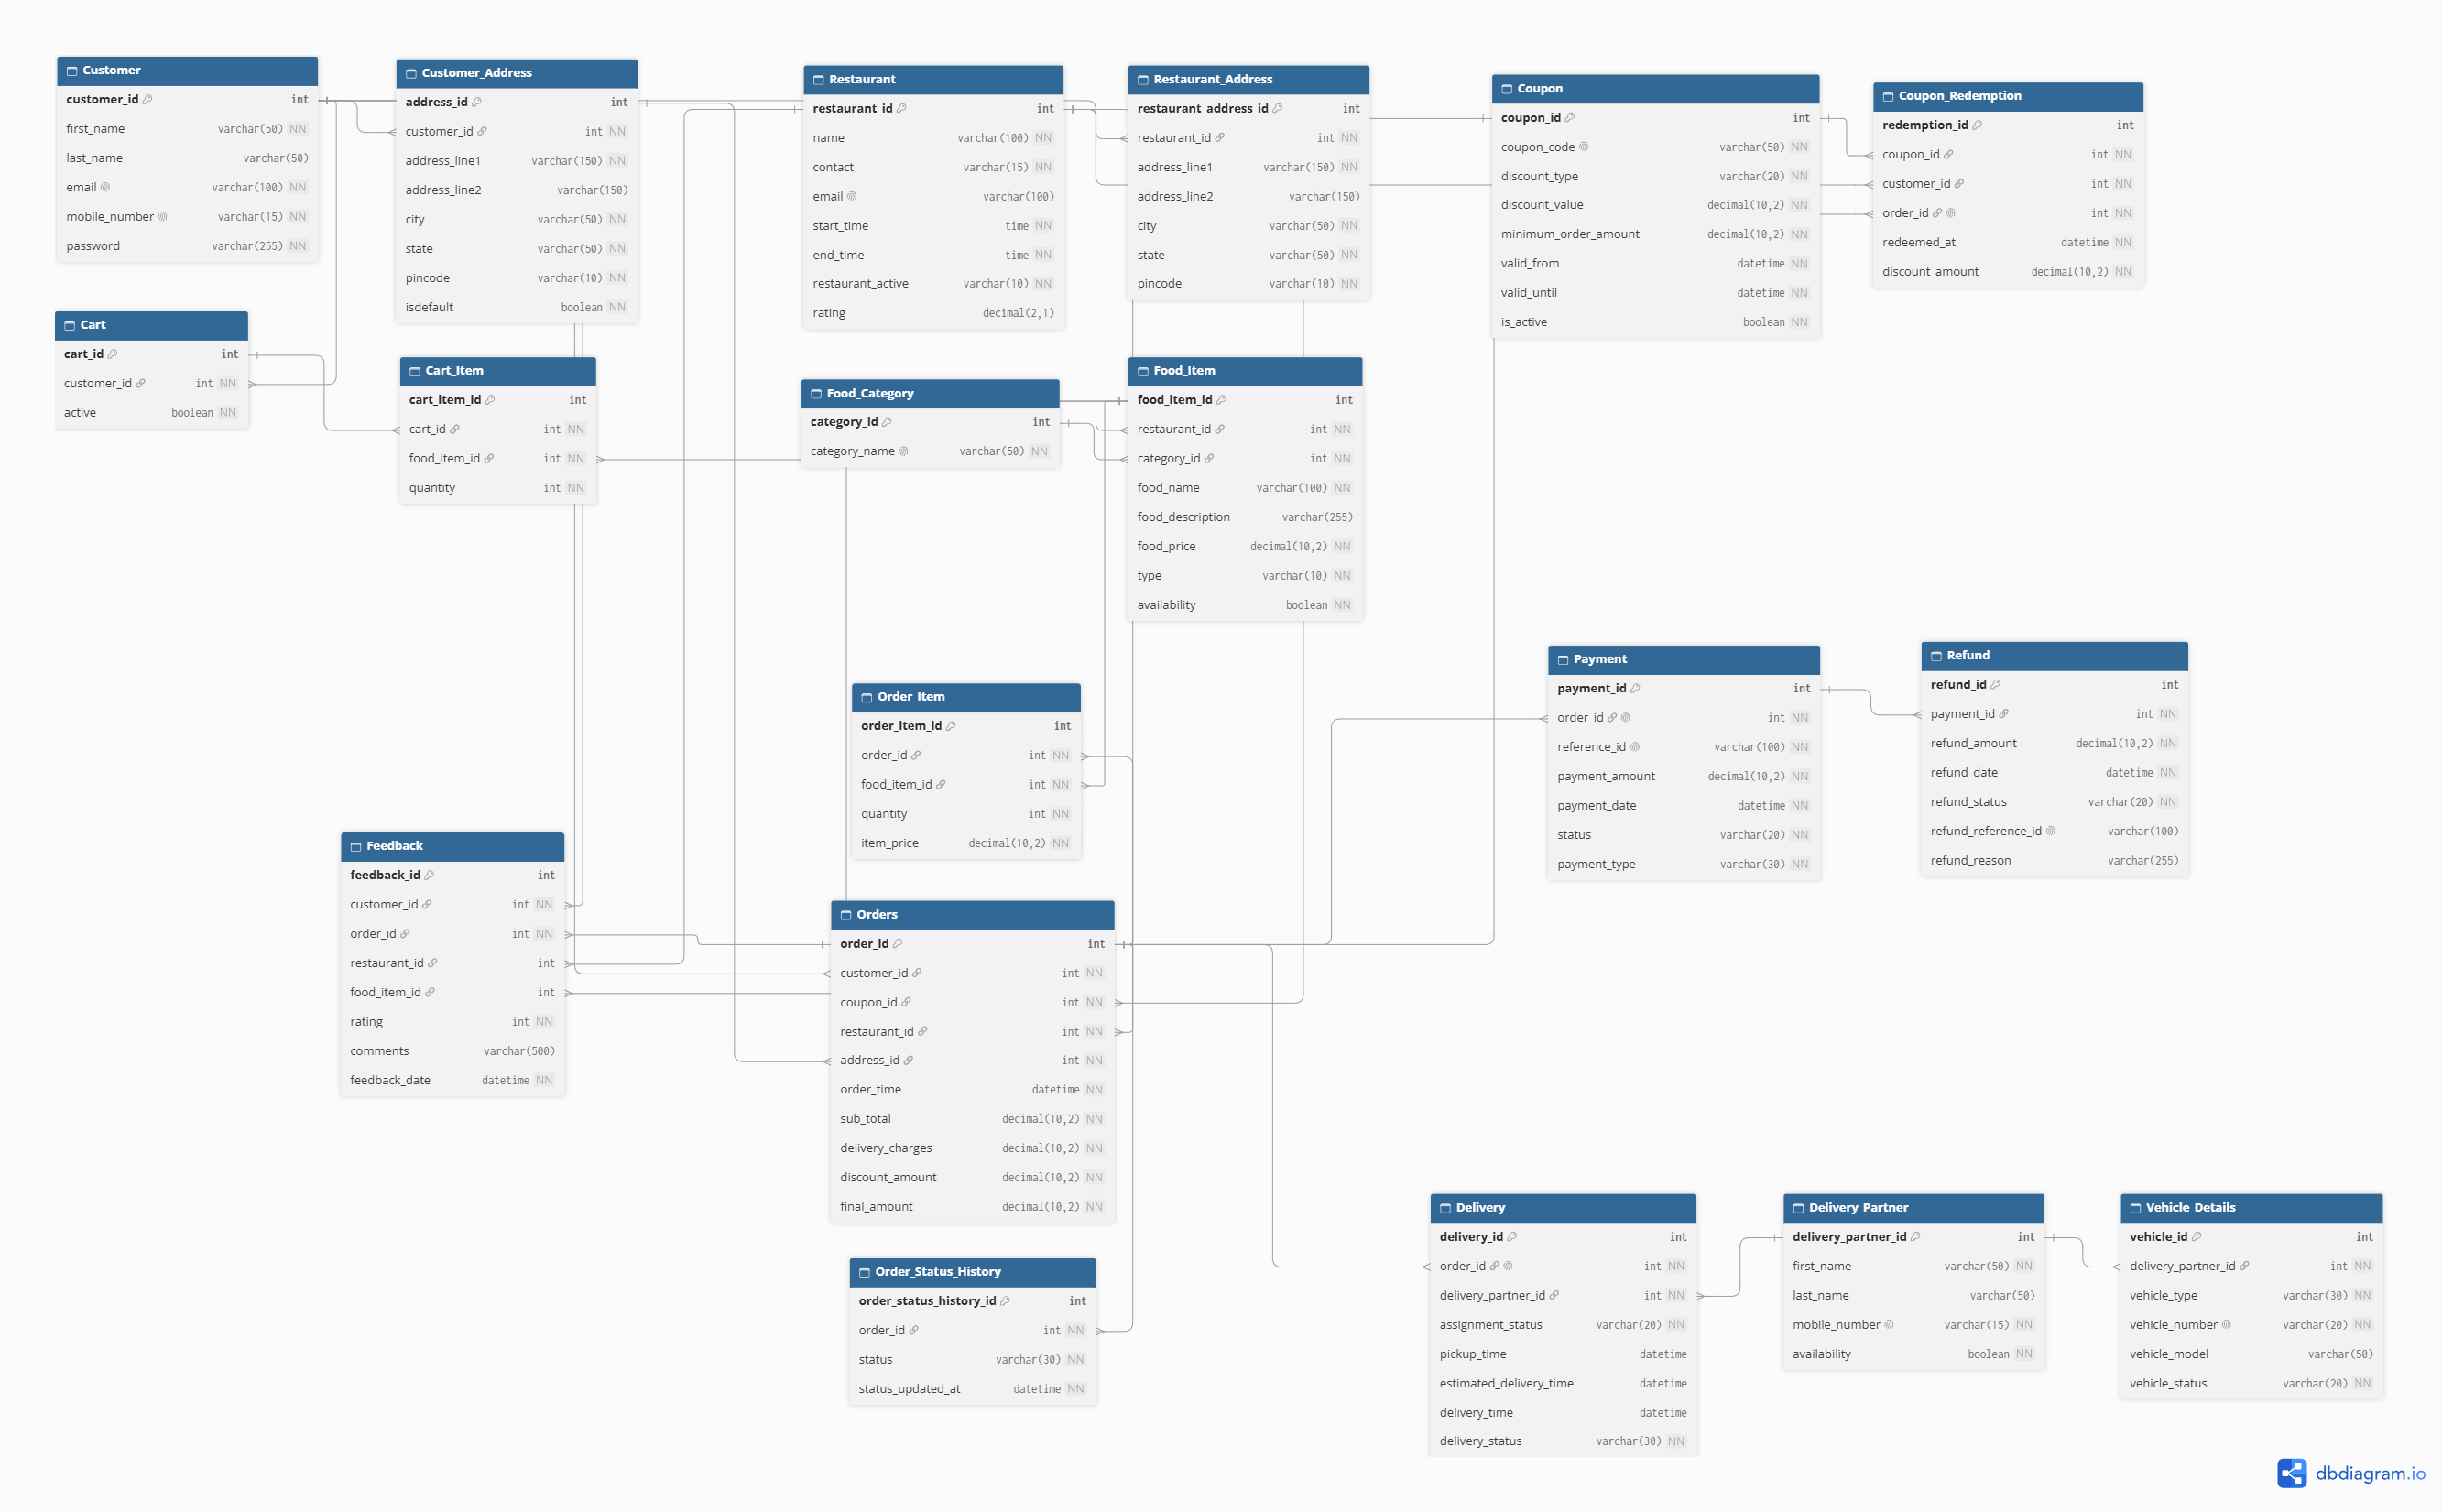 Customer
customer_id int
first_name varchar(50) NN
last_name varchar(50)
email varchar(100) NN
mobile_number varchar(15) NN
password varchar(255) NN
Customer_Address
address_id int
customer_id int NN
address_line1 varchar(150) NN
address_line2 varchar(150)
city varchar(50) NN
state varchar(50) NN
pincode varchar(10) NN
isdefault boolean NN
Restaurant
restaurant_id int
name varchar(100) NN
contact varchar(15) NN
email varchar(100)
start_time time NN
end_time time NN
restaurant_active varchar(10) NN
rating decimal(2,1)
Restaurant_Address
restaurant_address_id int
restaurant_id int NN
address_line1 varchar(150) NN
address_line2 varchar(150)
city varchar(50) NN
state varchar(50) NN
pincode varchar(10) NN
Coupon
coupon_id int
coupon_code varchar(50) NN
discount_type varchar(20) NN
discount_value decimal(10,2) NN
minimum_order_amount decimal(10,2) NN
valid_from datetime NN
valid_until datetime NN
is_active boolean NN
Coupon_Redemption
redemption_id int
coupon_id int NN
customer_id int NN
order_id int NN
redeemed_at datetime NN
discount_amount decimal(10,2) NN
Cart
cart_id int
customer_id int NN
active boolean NN
Cart_Item
cart_item_id int
cart_id int NN
food_item_id int NN
quantity int NN
Food_Category
category_id int
category_name varchar(50) NN
Food_Item
food_item_id int
restaurant_id int NN
category_id int NN
food_name varchar(100) NN
food_description varchar(255)
food_price decimal(10,2) NN
type varchar(10) NN
availability boolean NN
Order_Item
order_item_id int
order_id int NN
food_item_id int NN
quantity int NN
item_price decimal(10,2) NN
Payment
payment_id int
order_id int NN
reference_id varchar(100) NN
payment_amount decimal(10,2) NN
payment_date datetime NN
status varchar(20) NN
payment_type varchar(30) NN
Refund
refund_id int
payment_id int NN
refund_amount decimal(10,2) NN
refund_date datetime NN
refund_status varchar(20) NN
refund_reference_id varchar(100)
refund_reason varchar(255)
Feedback
feedback_id int
customer_id int NN
order_id int NN
restaurant_id int
food_item_id int
rating int NN
comments varchar(500)
feedback_date datetime NN
Orders
order_id int
customer_id int NN
coupon_id int NN
restaurant_id int NN
address_id int NN
order_time datetime NN
sub_total decimal(10,2) NN
delivery_charges decimal(10,2) NN
discount_amount decimal(10,2) NN
final_amount decimal(10,2) NN
Order_Status_History
order_status_history_id int
order_id int NN
status varchar(30) NN
status_updated_at datetime NN
Delivery
delivery_id int
order_id int NN
delivery_partner_id int NN
assignment_status varchar(20) NN
pickup_time datetime
estimated_delivery_time datetime
delivery_time datetime
delivery_status varchar(30) NN
Delivery_Partner
delivery_partner_id int
first_name varchar(50) NN
last_name varchar(50)
mobile_number varchar(15) NN
availability boolean NN
Vehicle_Details
vehicle_id int
delivery_partner_id int NN
vehicle_type varchar(30) NN
vehicle_number varchar(20) NN
vehicle_model varchar(50)
vehicle_status varchar(20) NN
dbdiagram.io